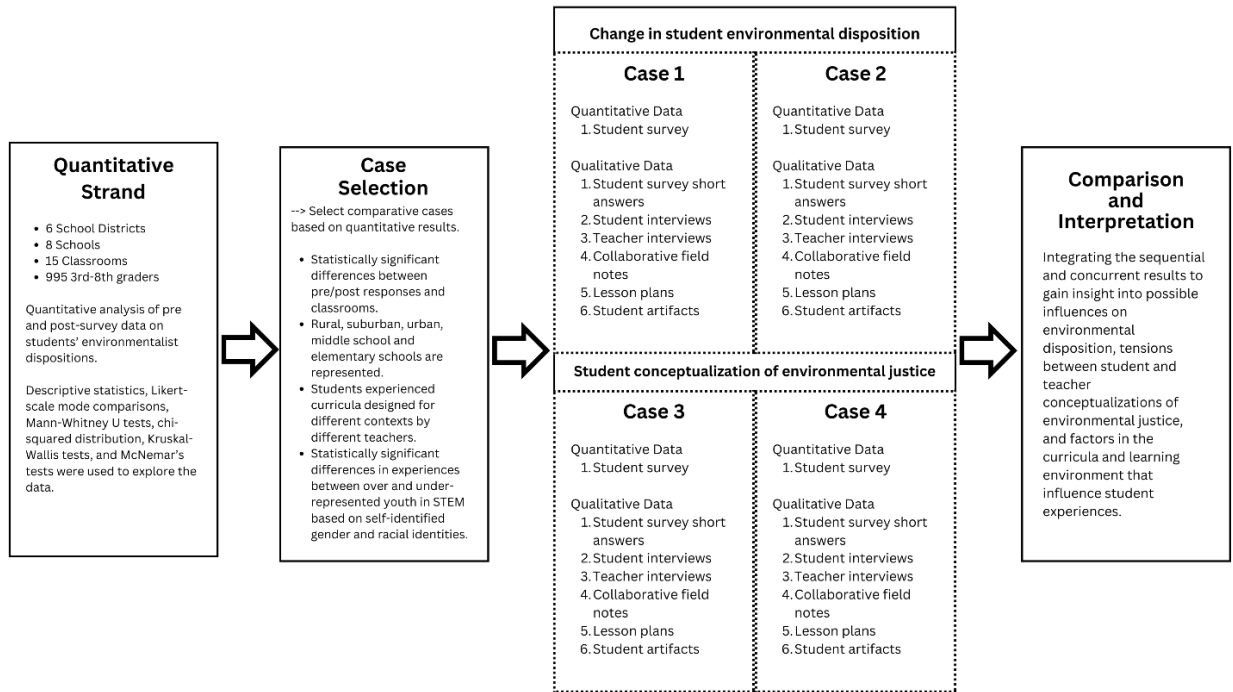 Quantitative
Strand
• 6 School Districts
• 8 Schools
• 15 Classrooms
• 995 3rd-8th graders
Quantitative analysis of pre
and post-survey data on
students' environmentalist
dispositions.
Descriptive statistics, Likert-
scale mode comparisons,
Mann-Whitney U tests, chi-
squared distribution, Kruskal-
Wallis tests, and McNemar's
tests were used to explore the
data.
Case
Selection
--> Select comparative cases
based on quantitative results.
• Statistically significant
differences between
pre/post responses and
classrooms.
• Rural, suburban, urban,
middle school and
elementary schools are
represented.
• Students experienced
curricula designed for
different contexts by
different teachers.
• Statistically significant
differences in experiences
between over and under-
represented youth in STEM
based on self-identified
gender and racial identities.
Change in student environmental disposition
Case 1
Quantitative Data
1. Student survey
Qualitative Data
1. Student survey short
answers
2. Student interviews
3. Teacher interviews
4. Collaborative field
notes
5. Lesson plans
6. Student artifacts
Case 2
Quantitative Data
1. Student survey
Qualitative Data
1. Student survey short
answers
2. Student interviews
3. Teacher interviews
4. Collaborative field
notes
5. Lesson plans
6. Student artifacts
Student conceptualization of environmental justice
Case 3
Quantitative Data
1. Student survey
Qualitative Data
1. Student survey short
answers
2. Student interviews
3. Teacher interviews
4. Collaborative field
notes
5. Lesson plans
6. Student artifacts
Case 4
Quantitative Data
1. Student survey
Qualitative Data
1. Student survey short
answers
2. Student interviews
3. Teacher interviews
4. Collaborative field
notes
5. Lesson plans
6. Student artifacts
Comparison
and
Interpretation
Integrating the sequential
and concurrent results to
gain insight into possible
influences on
environmental
disposition, tensions
between student and
teacher
conceptualizations of
environmental justice,
and factors in the
curricula and learning
environment that
influence student
experiences.